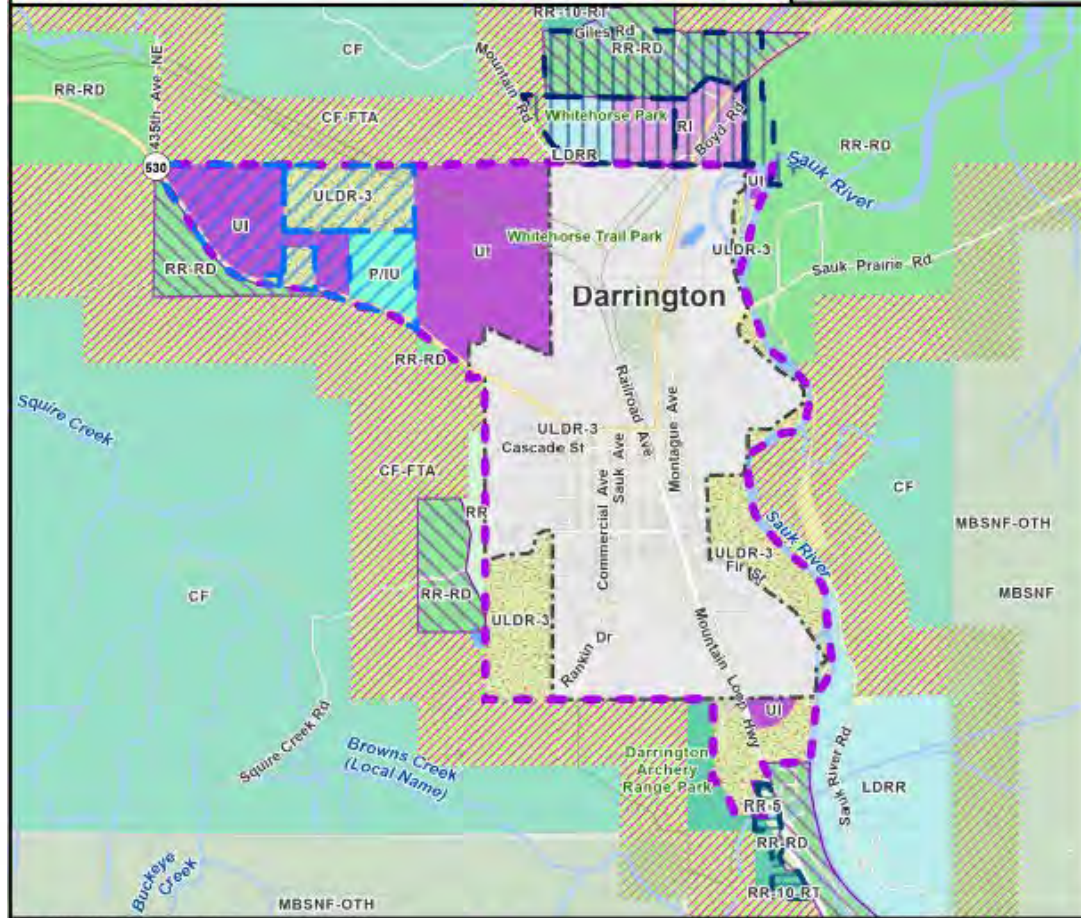 RR-10-RT
Giles Rd
RR-RD
CF
Mountain Rd
435th Ave NE
RR-RD
CF-FTA
Whitehorse Park
RI
Boyd Rd
LDRR
RR-RD
530
Sauk River
UI
ULDR-3
UI
UI
Whitehorse Trail Park
ULDR-3
RR-RD
P/IU
Sauk Prairie Rd
Darrington
RR-RD
Railroad Ave
Montague Ave
Squire Creek
ULDR-3
Cascade St
Sauk Ave
Commercial Ave
CF-FTA
CF
RR
MBSNF-OTH
Sauk River
ULDR-3
CF
RR-RD
MBSNF
ULDR-3
Rankin Dr
Mountain Loop Hwy
UI
Squire Creek Rd
Browns Creek
(Local Name)
Darrington
Archery
Range Park
Sauk River Rd
LDRR
RR-5
RR-RD
Buckeye
Creek
RR-10-RT
MBSNF-OTH